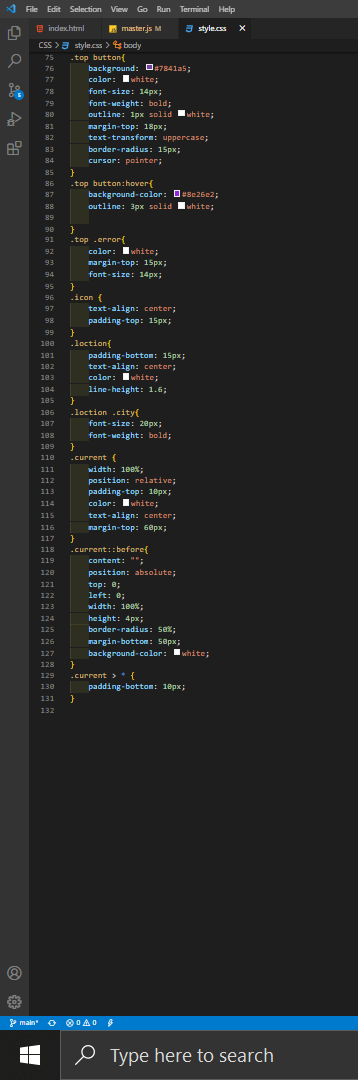 File Edit Selection View Go Run Terminal Help
index.html master.js style.css
CSS > style.css > body
75 .top button{
76 background: #7841a5;
77 color: white;
78 font-size: 14px;
79 font-weight: bold;
80 outline: 1px solid white;
81 margin-top: 18px;
82 text-transform: uppercase;
83 border-radius: 15px;
84 cursor: pointer;
85 }
86 .top button:hover{
87 background-color: #8e26e2;
88 outline: 3px solid white;
89
90 }
91 .top .error{
92 color: white;
93 margin-top: 15px;
94 font-size: 14px;
95 }
96 .icon {
97 text-align: center;
98 padding-top: 15px;
99 }
100 .loction{
101 padding-bottom: 15px;
102 text-align: center;
103 color: white;
104 line-height: 1.6;
105 }
106 .loction .city{
107 font-size: 20px;
108 font-weight: bold;
109 }
110 .current {
111 width: 100%;
112 position: relative;
113 padding-top: 10px;
114 color: white;
115 text-align: center;
116 margin-top: 60px;
117 }
118 .current::before{
119 content: "";
120 position: absolute;
121 top: 0;
122 left: 0;
123 width: 100%;
124 height: 4px;
125 border-radius: 50%;
126 margin-bottom: 50px;
127 background-color: white;
128 }
129 .current > * {
130 padding-bottom: 10px;
131 }
132
main* 0 0
Type here to search